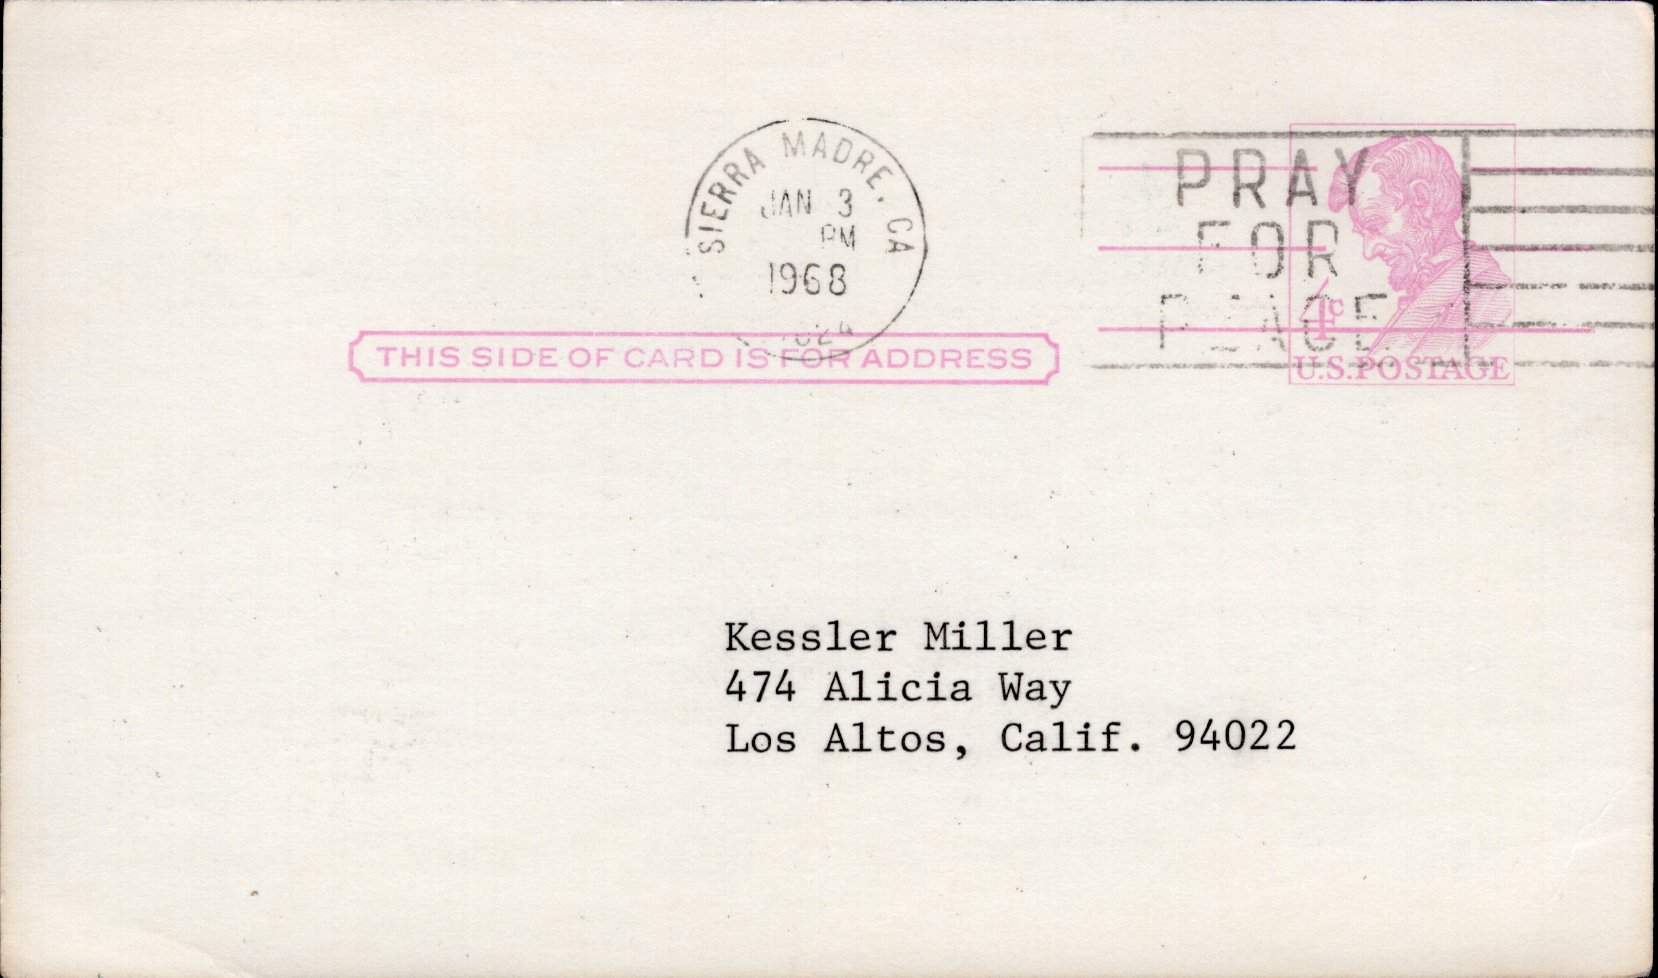 SIERRA MADRE, CA
JAN 3
PM
1968
PRAY
FOR
PEACE
4c
U.S.POSTAGE
THIS SIDE OF CARD IS FOR ADDRESS
Kessler Miller
474 Alicia Way
Los Altos, Calif. 94022